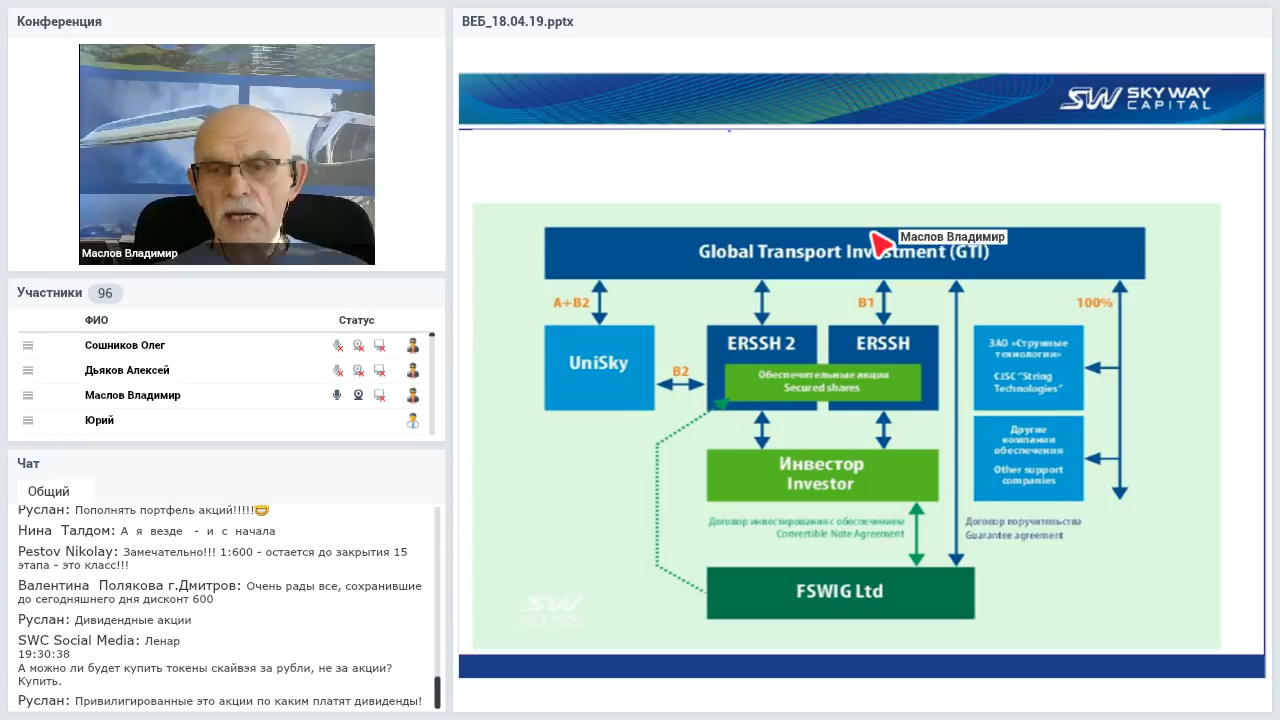 Конференция
Маслов Владимир
Участники 96
ФИО Статус
Сошников Олег
Дьяков Алексей
Маслов Владимир
Юрий
Чат
Общий
Руслан: Пополнять портфель акций!!!!!😄
Нина Талдом: А я везде - и с начала
Pestov Nikolay: Замечательно!!! 1:600 - остается до закрытия 15
этапа - это класс!!!
Валентина Полякова г.Дмитров: Очень рады все, сохранившие
до сегодняшнего дня дисконт 600
Руслан: Дивидендные акции
SWC Social Media: Ленар
19:30:38
А можно ли будет купить токены скайвэя за рубли, не за акции?
Купить.
Руслан: Привилигированные это акции по каким платят дивиденды!
ВЕБ_18.04.19.pptx
SW SKY WAY
CAPITAL
Маслов Владимир
Global Transport Investment (GTI)
A+B2
B1
100%
UniSky
B2
ERSSH 2
ERSSH
Обеспечительные акции
Secured shares
ЗАО «Струнные
технологии»
CJSC "String
Technologies"
Другие
компании
обеспечения
Other support
companies
Инвестор
Investor
Договор инвестирования с обеспечением
Convertible Note Agreement
Договор поручительства
Guarantee agreement
FSWIG Ltd
SW